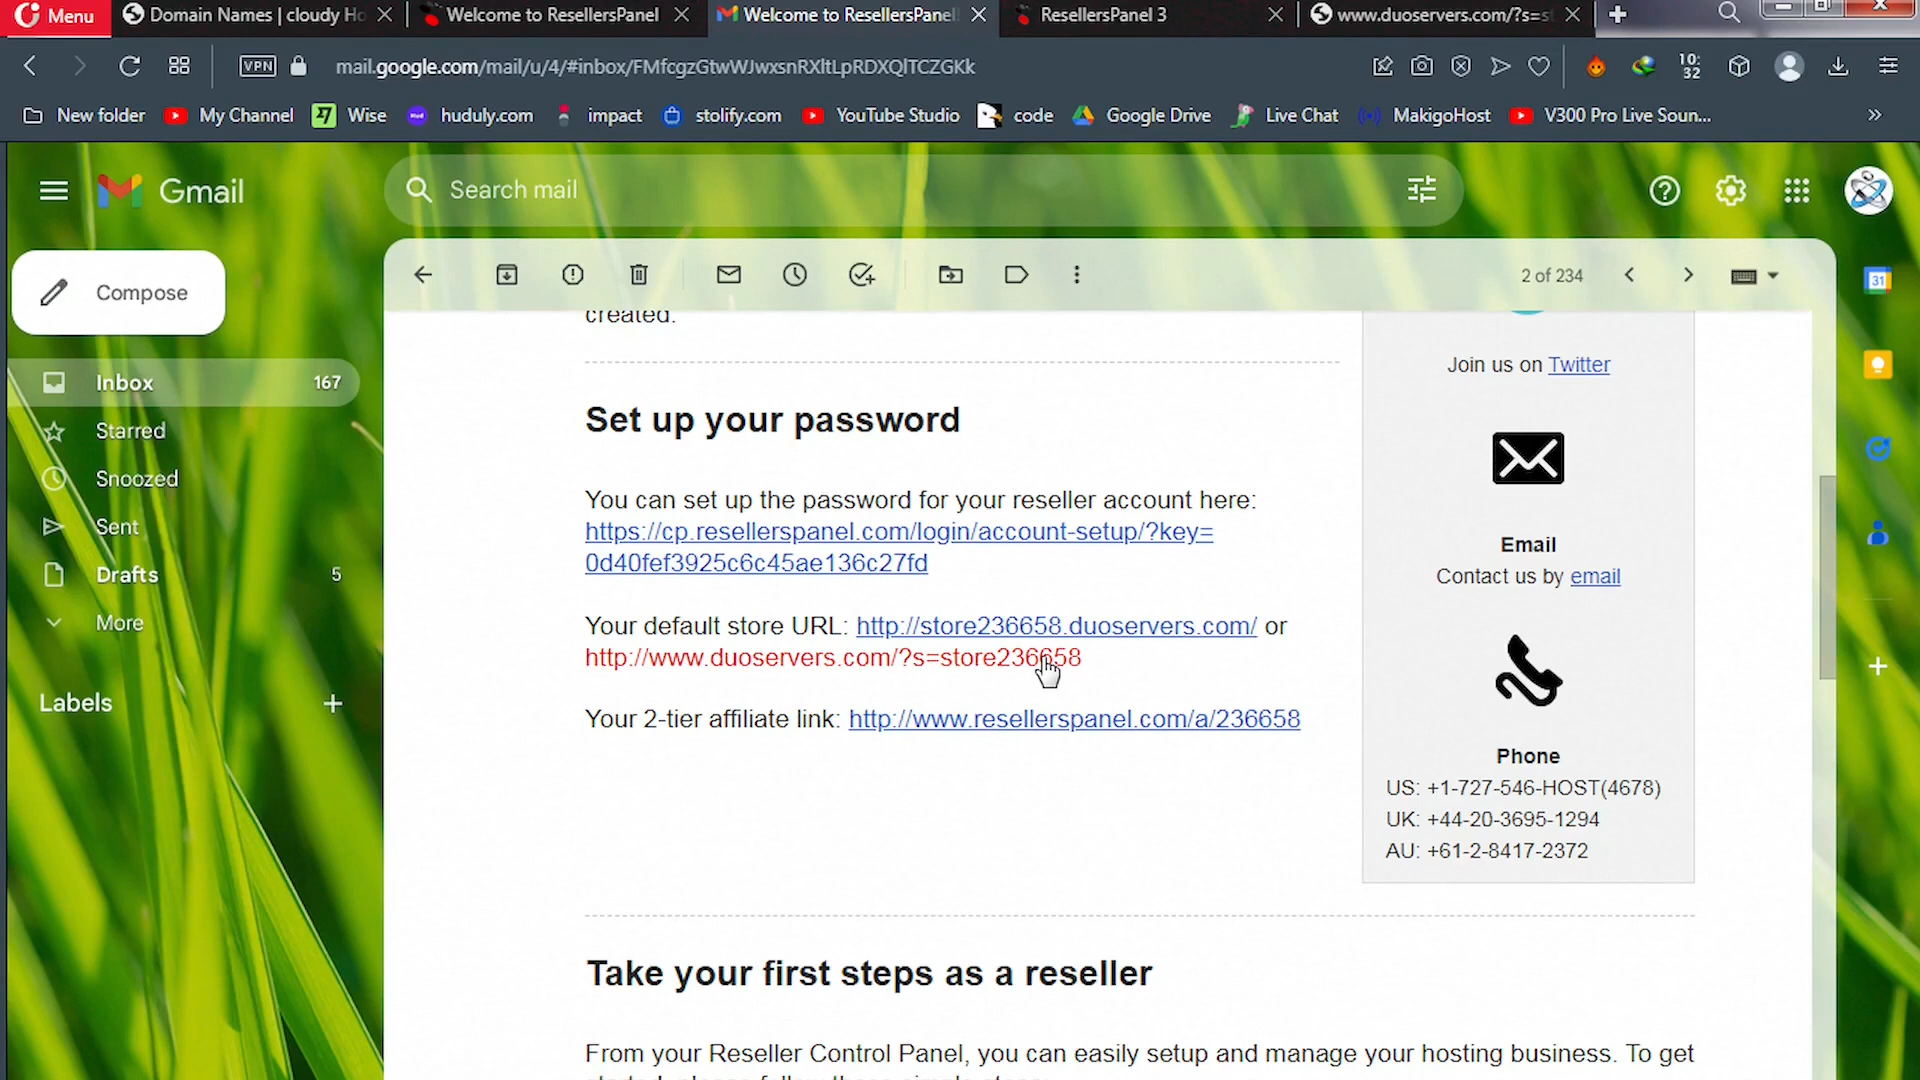 Menu
Domain Names | cloudy Ho
Welcome to ResellersPanel
Welcome to ResellersPanel
ResellersPanel 3
www.duoservers.com/?s=st
VPN
mail.google.com/mail/u/4/#inbox/FMfcgzGtwWJwxsnRXltLpRDXQlTCZGKk
10:
32
New folder
My Channel
Wise
huduly.com
impact
stolify.com
YouTube Studio
code
Google Drive
Live Chat
MakigoHost
V300 Pro Live Soun...
Gmail
Search mail
Compose
2 of 234
31
Inbox 167
Starred
Snoozed
Sent
Drafts 5
More
Labels
created.
Set up your password
You can set up the password for your reseller account here:
https://cp.resellerspanel.com/login/account-setup/?key=
0d40fef3925c6c45ae136c27fd
Your default store URL: http://store236658.duoservers.com/ or
http://www.duoservers.com/?s=store236658
Your 2-tier affiliate link: http://www.resellerspanel.com/a/236658
Join us on Twitter
Email
Contact us by email
Phone
US: +1-727-546-HOST(4678)
UK: +44-20-3695-1294
AU: +61-2-8417-2372
Take your first steps as a reseller
From your Reseller Control Panel, you can easily setup and manage your hosting business. To get